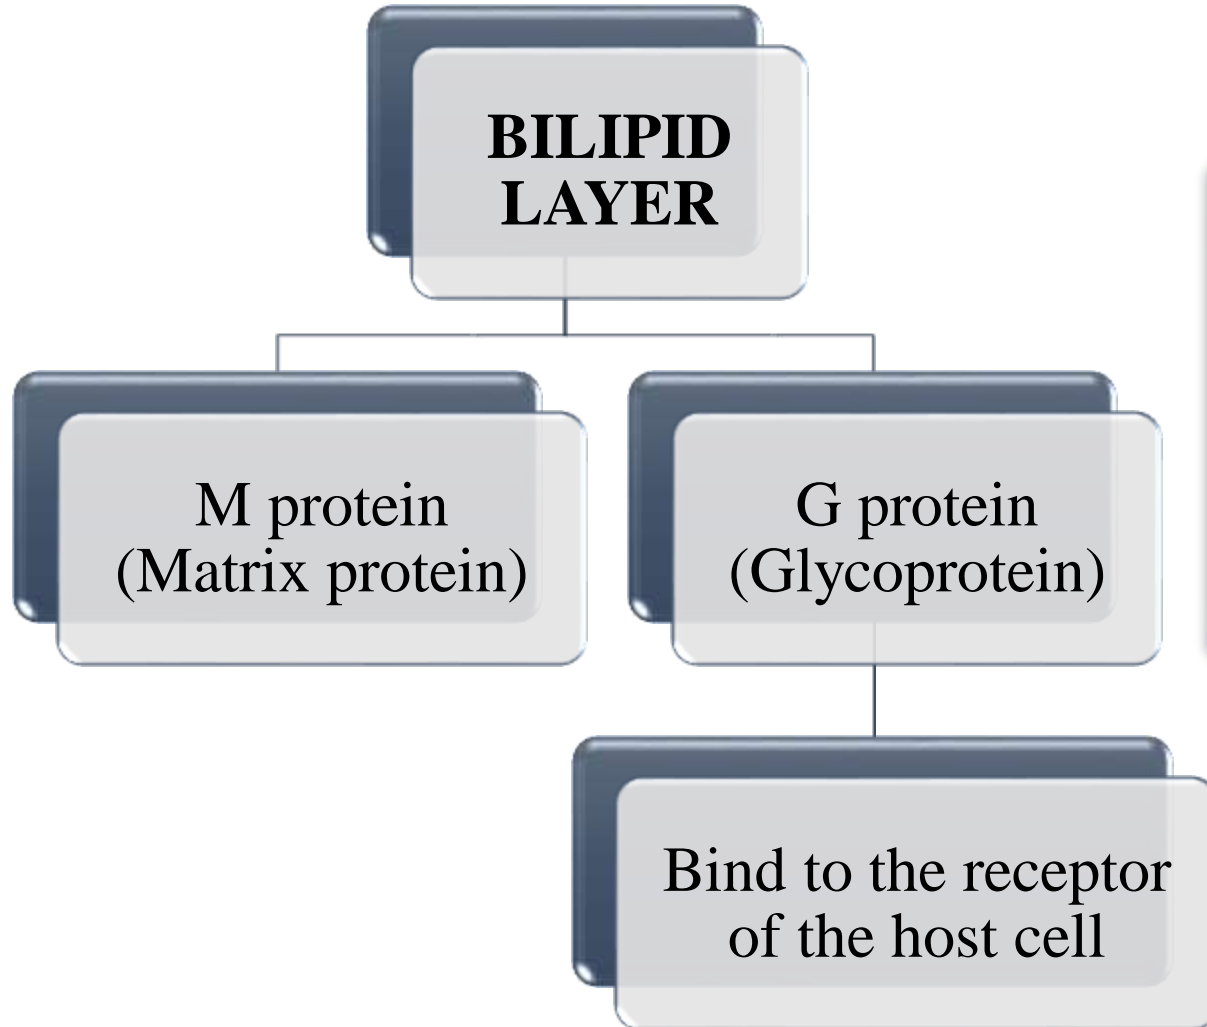 BILIPID
LAYER
M protein
(Matrix protein)
G protein
(Glycoprotein)
Bind to the receptor
of the host cell